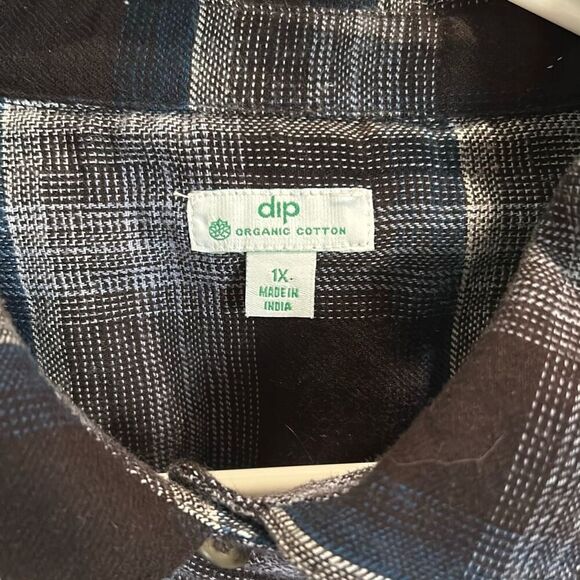 dip
ORGANIC COTTON
1X
MADE IN
INDIA